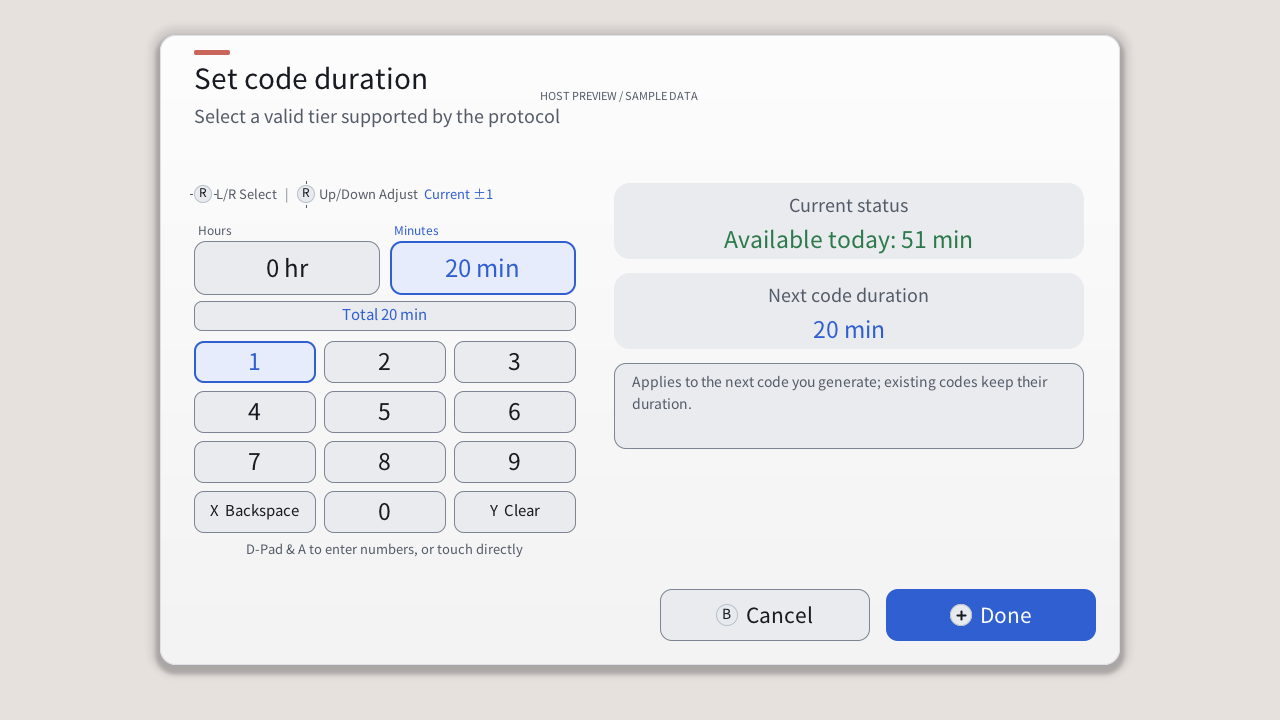 Set code duration
HOST PREVIEW / SAMPLE DATA
Select a valid tier supported by the protocol
R L/R Select | R Up/Down Adjust Current ±1
Hours
Minutes
0 hr
20 min
Total 20 min
1
2
3
4
5
6
7
8
9
X Backspace
0
Y Clear
D-Pad & A to enter numbers, or touch directly
Current status
Available today: 51 min
Next code duration
20 min
Applies to the next code you generate; existing codes keep their
duration.
B Cancel
+ Done